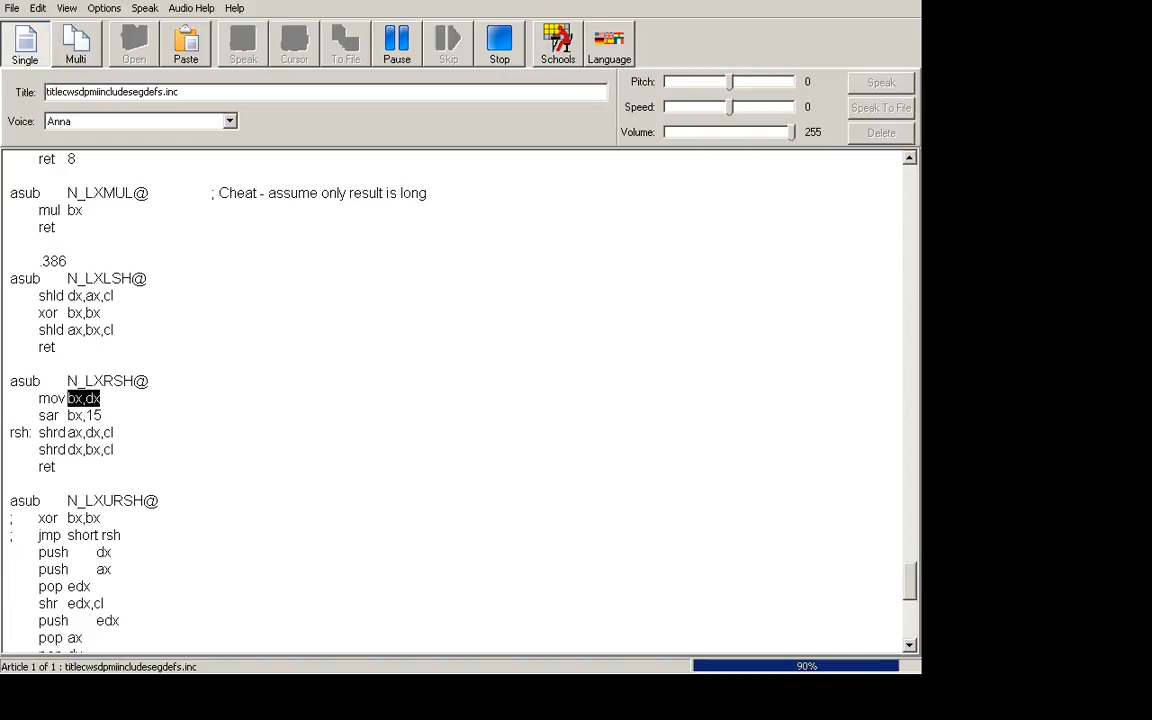 File Edit View Options Speak Audio Help Help
Single Multi Open Paste Speak Cursor To File Pause Skip Stop Schools Language
Title: titlecwsdpmiincludesegdefs.inc
Voice: Anna
Pitch: 0 Speak
Speed: 0 Speak To File
Volume: 255 Delete
ret 8
asub N_LXMUL@ ; Cheat - assume only result is long
mul bx
ret
.386
asub N_LXLSH@
shld dx,ax,cl
xor bx,bx
shld ax,bx,cl
ret
asub N_LXRSH@
mov bx,dx
sar bx,15
rsh: shrd ax,dx,cl
shrd dx,bx,cl
ret
asub N_LXURSH@
; xor bx,bx
; jmp short rsh
push dx
push ax
pop edx
shr edx,cl
push edx
pop ax
Article 1 of 1 : titlecwsdpmiincludesegdefs.inc 90%